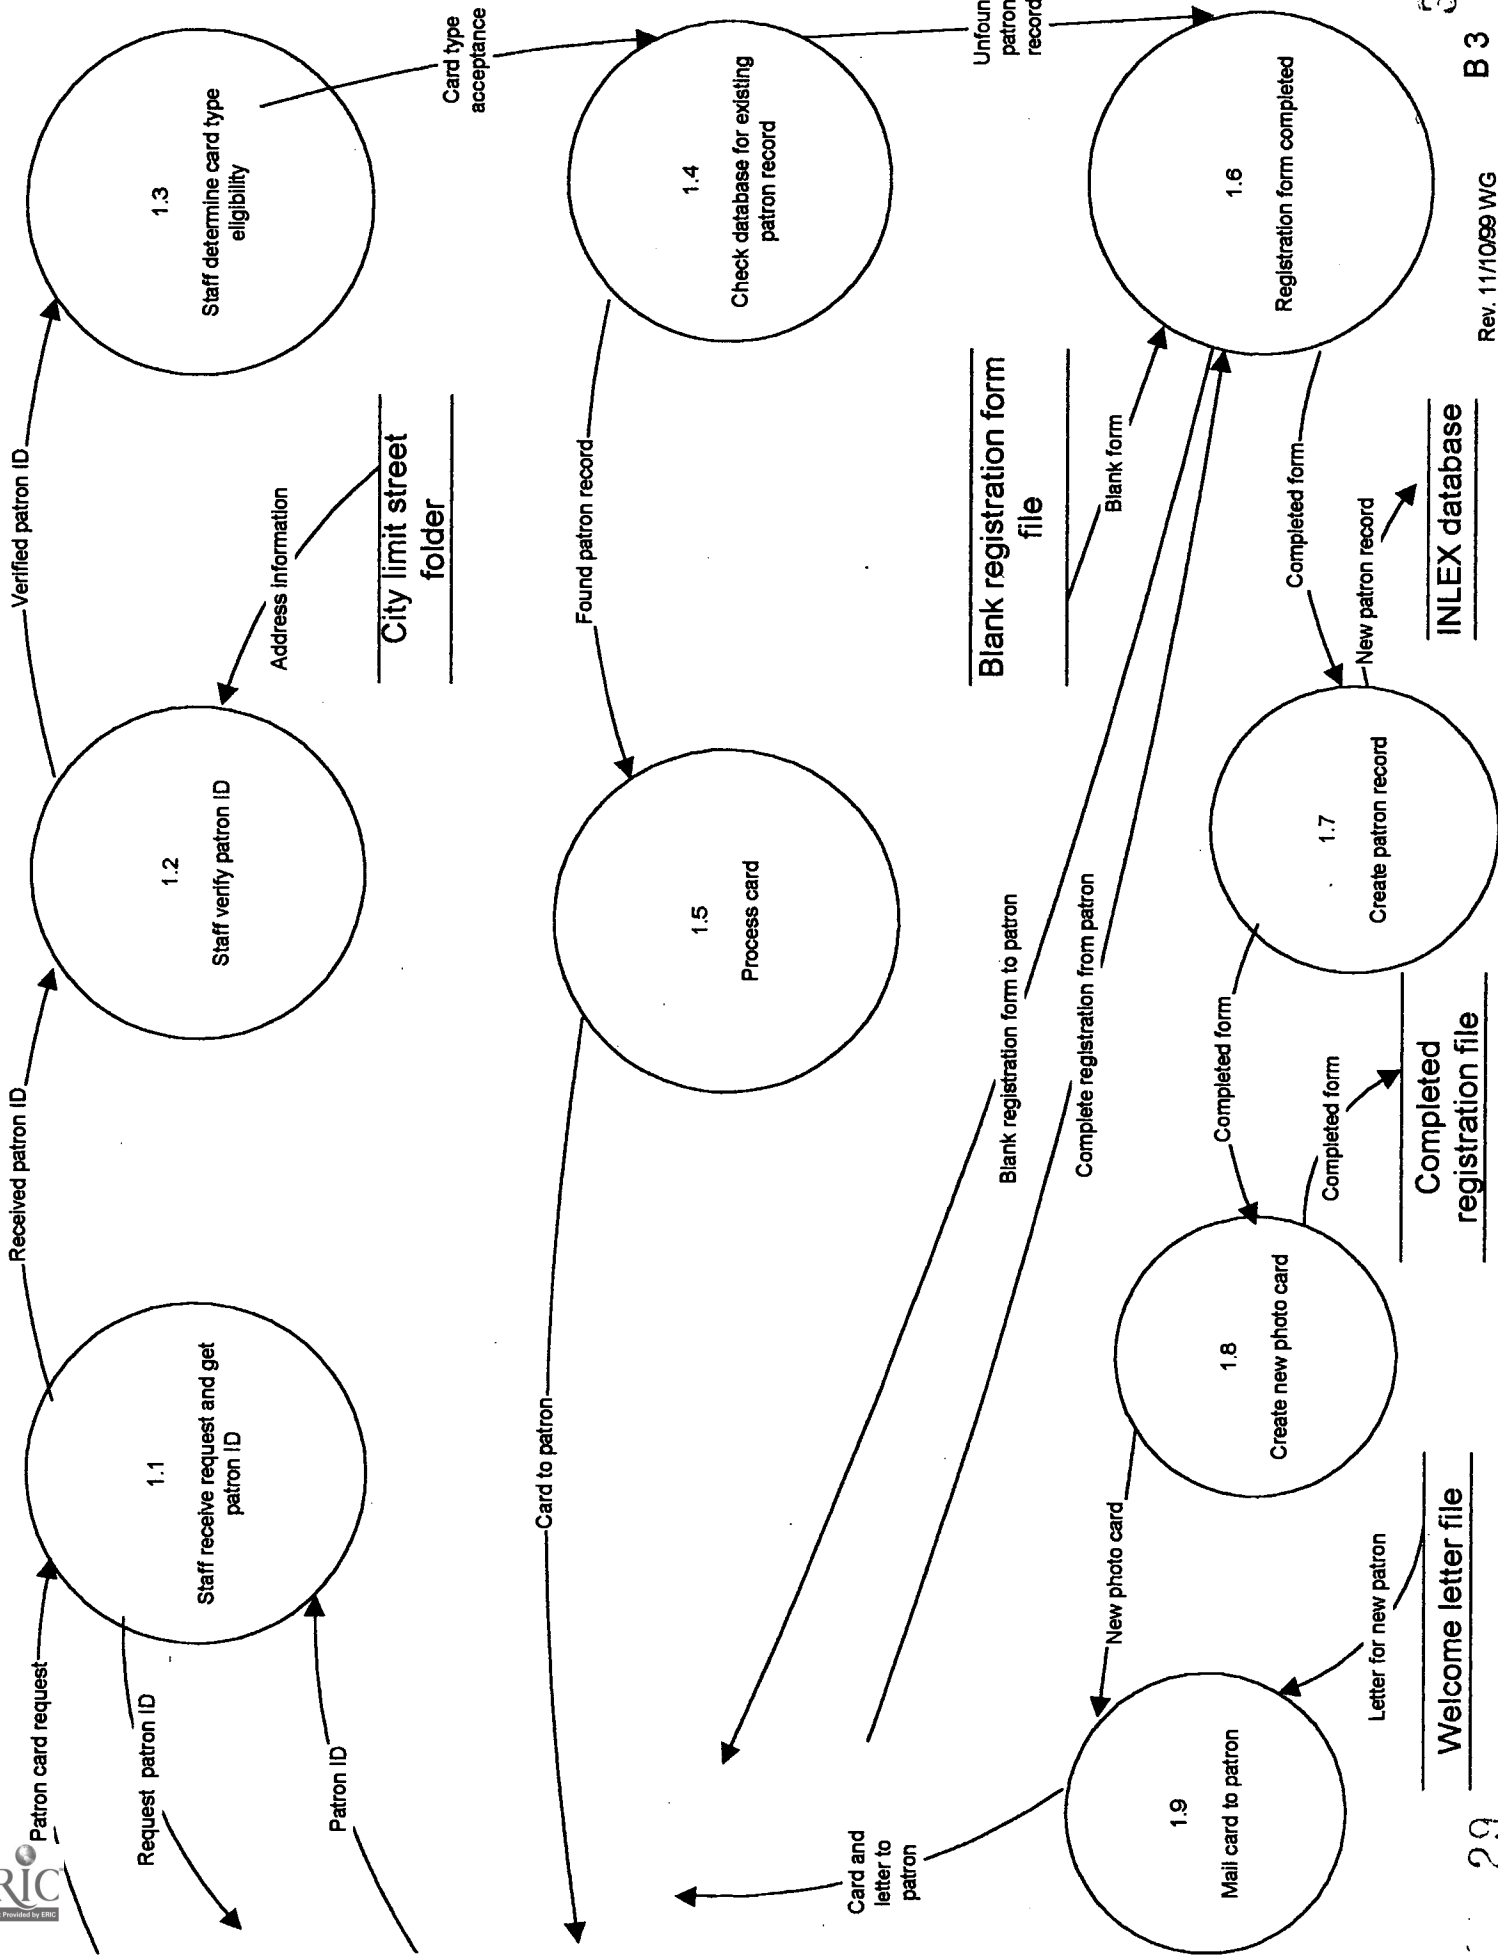 Patron card request
Request patron ID
Patron ID
1.1
Staff receive request and get
patron ID
Received patron ID
1.2
Staff verify patron ID
Verified patron ID
Address information
City limit street
folder
1.3
Staff determine card type
eligibility
Card type
acceptance
1.4
Check database for existing
patron record
Found patron record
1.5
Process card
Card to patron
patron
record
1.6
Registration form completed
Blank registration form
file
Blank form
Blank registration form to patron
Complete registration from patron
Completed form
1.7
Create patron record
New patron record
INLEX database
Completed form
1.8
Create new photo card
Completed form
Completed
registration file
New photo card
1.9
Mail card to patron
Letter for new patron
Welcome letter file
Card and
letter to
patron
29
Rev. 11/10/99 WG
B 3
RIC
Provided by ERIC